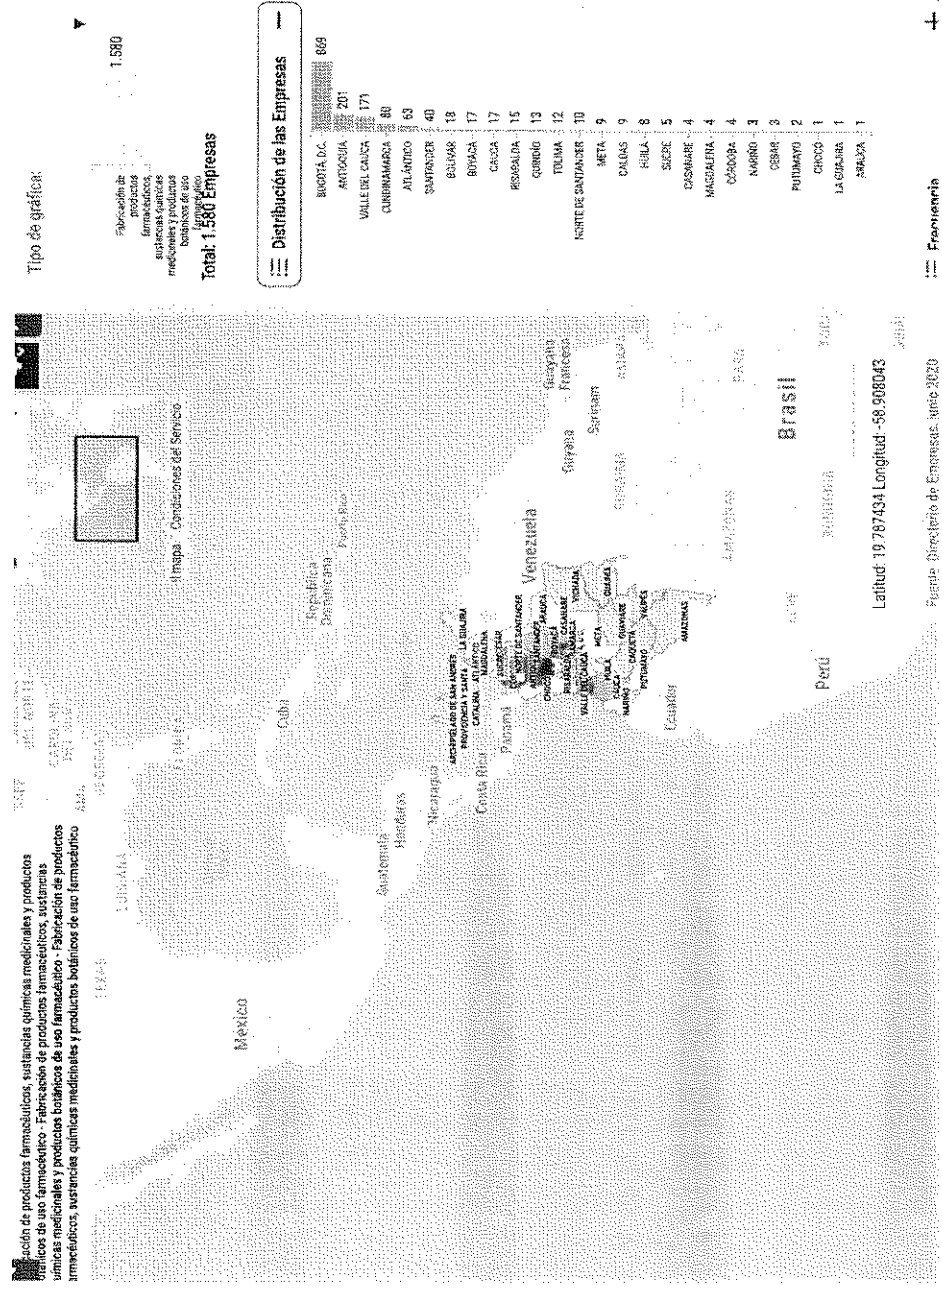 ación de productos farmacéuticos, sustancias químicas medicinales y productos
otánicos de uso farmacéutico - Fabricación de productos farmacéuticos, sustancias
uímicas medicinales y productos botánicos de uso farmacéutico - Fabricación de productos
armacéuticos, sustancias químicas medicinales y productos botánicos de uso farmacéutico
l mapa Condiciones del Servicio
México
Cuba
República
Dominicana
Puerto Rico
Guatemala
Honduras
Nicaragua
Costa Rica
Panamá
Venezuela
Guyana
Surinam
Guayana
Francesa
Ecuador
Perú
Brasil
AMAZONAS
ARCHIPIELAGO DE SAN ANDRES
PROVIDENCIA Y SANTA
CATALINA
ATLÁNTICO
LA GUAJIRA
MAGDALENA
NORTE DE SANTANDER
ARAUCA
CASANARE
BOYACÁ
VICHADA
RISARALDA
VALLE DEL CAUCA
META
GUAINÍA
HUILA
CAUCA
GUAVIARE
NARIÑO
CAQUETÁ
VAUPÉS
PUTUMAYO
AMAZONAS
Latitud: 19.787434 Longitud: -58.908043
Fuente: Directorio de Empresas, junio 2020
Tipo de gráfica:
Fabricación de
productos
farmacéuticos,
sustancias químicas
medicinales y productos
botánicos de uso
farmacéutico
1.580
Total: 1.580 Empresas
Distribución de las Empresas −
BOGOTÁ, D.C. 869
ANTIOQUIA 201
VALLE DEL CAUCA 171
CUNDINAMARCA 80
ATLÁNTICO 63
SANTANDER 40
BOLÍVAR 18
BOYACÁ 17
CAUCA 17
RISARALDA 15
QUINDÍO 13
TOLIMA 12
NORTE DE SANTANDER 10
META 9
CALDAS 9
HUILA 8
SUCRE 5
CASANARE 4
MAGDALENA 4
CÓRDOBA 4
NARIÑO 3
CESAR 3
PUTUMAYO 2
CHOCÓ 1
LA GUAJIRA 1
ARAUCA 1
Frecuencia +